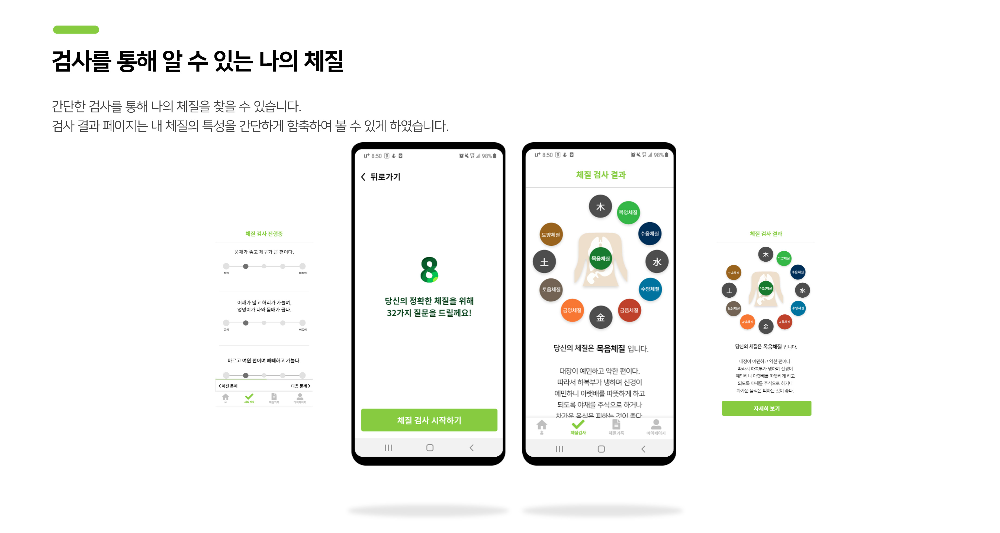 검사를 통해 알 수 있는 나의 체질
간단한 검사를 통해 나의 체질을 찾을 수 있습니다.
검사 결과 페이지는 내 체질의 특성을 간단하게 함축하여 볼 수 있게 하였습니다.
체질 검사 진행중
풍채가 좋고 체구가 큰 편이다.
동의
비동의
어깨가 넓고 허리가 가늘며,
엉덩이가 나와 몸매가 곱다.
동의
비동의
마르고 여윈 편이며 빼빼하고 가늘다.
이전 문제
다음 문제
홈
체질검사
체질기록
마이페이지
U+ 8:50
LTE 98%
뒤로가기
8
당신의 정확한 체질을 위해
32가지 질문을 드릴께요!
체질 검사 시작하기
U+ 8:50
LTE 98%
체질 검사 결과
木
목양체질
토양체질
수음체질
목음체질
土
水
토음체질
수양체질
금양체질
금음체질
金
당신의 체질은 목음체질 입니다.
대장이 예민하고 약한 편이다.
따라서 하복부가 냉하며 신경이
예민하니 아랫배를 따뜻하게 하고
되도록 야채를 주식으로 하거나
차가운 음식은 피하는 것이 좋다
홈
체질검사
체질기록
마이페이지
체질 검사 결과
木
목양체질
토양체질
수음체질
목음체질
土
水
토음체질
수양체질
금양체질
금음체질
金
당신의 체질은 목음체질 입니다.
대장이 예민하고 약한 편이다.
따라서 하복부가 냉하며 신경이
예민하니 아랫배를 따뜻하게 하고
되도록 야채를 주식으로 하거나
차가운 음식은 피하는 것이 좋다.
자세히 보기